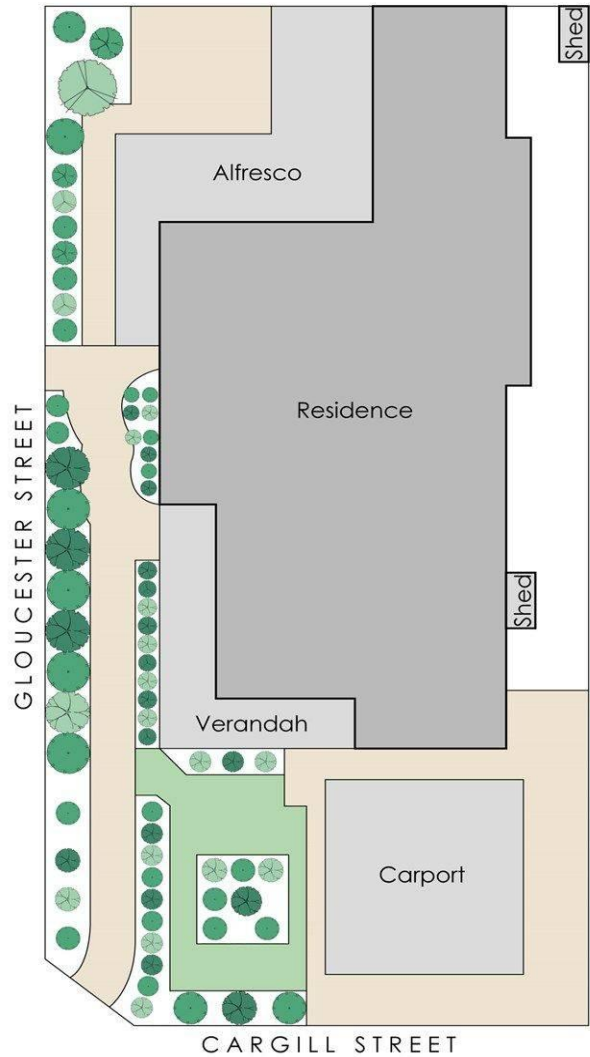 Shed
Alfresco
Residence
GLOUCESTER STREET
Shed
Verandah
Carport
CARGILL STREET